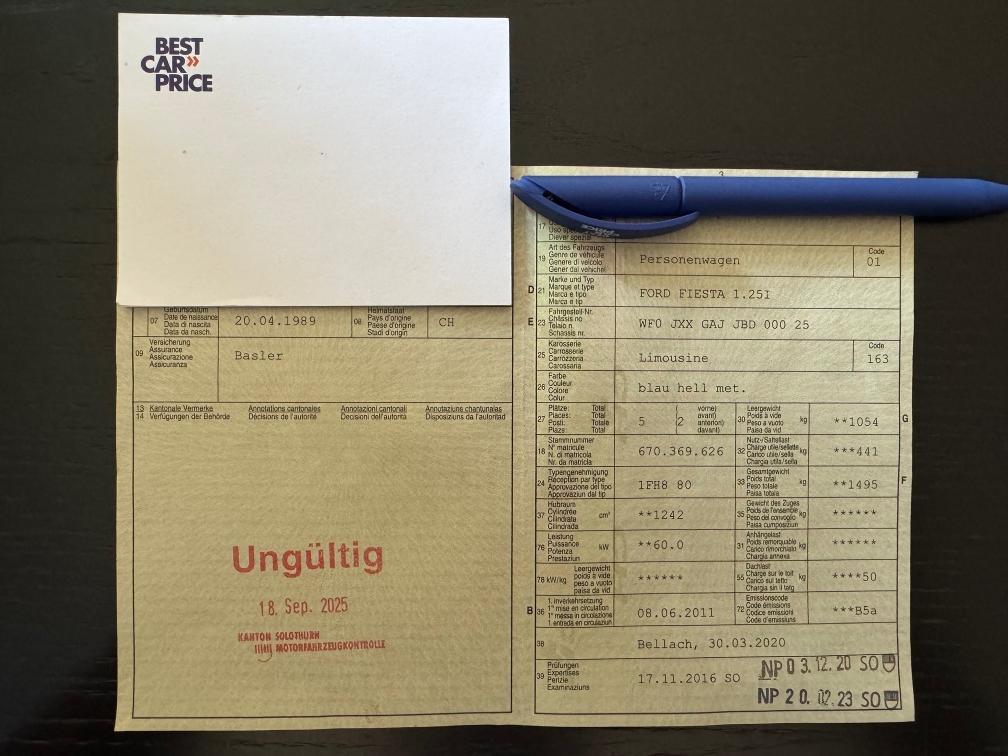 BEST
CAR»
PRICE
3
17
Diever spezial
19 Art des Fahrzeugs
Genre de véhicule
Genere di veicolo
Gener dal vehichel
Personenwagen
Code
01
D 21 Marke und Typ
Marque et type
Marca e tipo
Marca e tip
FORD FIESTA 1.25I
07 Geburtsdatum
Date de naissance
Data di nascita
Data da nasch.
20.04.1989
08 Heimatstaat
Pays d'origine
Paese d'origine
Stadi d'origin
CH
E 23 Fahrgestell-Nr.
Châssis no
Telaio n.
Schassis nr.
WF0 JXX GAJ JBD 000 25
09 Versicherung
Assurance
Assicurazione
Assicuranza
Basler
25 Karosserie
Carrosserie
Carrozzeria
Carossaria
Limousine
Code
163
26 Farbe
Couleur
Colore
Colur
blau hell met.
13 Kantonale Vermerke Annotations cantonales Annotazioni cantonali Annotaziuns chantunalas
14 Verfügungen der Behörde Décisions de l'autorité Decisioni dell'autorità Disposiziuns da l'autoritad
27 Plätze: Total
Places: Total
Posti: Totale
Plazs: Total
5
(2
vorne)
avant)
anteriori)
davant)
30 Leergewicht
Poids à vide
Peso a vuoto
Paisa da vid
kg
**1054
G
18 Stammnummer
N° matricule
N. di matricola
Nr. da matricla
670.369.626
32 Nutz-/Sattellast
Charge utile/sellette
Carico utile/sella
Chargia utila/sella
kg
***441
24 Typengenehmigung
Réception par type
Approvazione del tipo
Approvaziun dal tip
1FH8 80
33 Gesamtgewicht
Poids total
Peso totale
Paisa totala
kg
**1495
F
37 Hubraum
Cylindrée
Cilindrata
Cilindrada
cm³
**1242
35 Gewicht des Zuges
Poids de l'ensemble
Peso del convoglio
Paisa cumposiziun
kg
******
76 Leistung
Puissance
Potenza
Prestaziun
kW
**60.0
31 Anhängelast
Poids remorquable
Carico rimorchiato
Chargia annexa
kg
******
78 kW/kg
Leergewicht
poids à vuoto
peso a vuoto
paisa da vid
******
55 Dachlast
Charge sur le toit
Carico sul tetto
Chargia sin il tetg
kg
****50
B 36 1. Inverkehrsetzung
1re mise en circulation
1a messa in circolazione
1. entrada en circulaziun
08.06.2011
72 Emissionscode
Code émissions
Codice emissioni
Code d'emissiuns
***B5a
Ungültig
18. Sep. 2025
KANTON SOLOTHURN
MOTORFAHRZEUGKONTROLLE
38
Bellach, 30.03.2020
39 Prüfungen
Expertises
Perizie
Examinaziuns
17.11.2016 SO
NP 0 3. 12. 20 SO
NP 2 0. 02. 23 SO